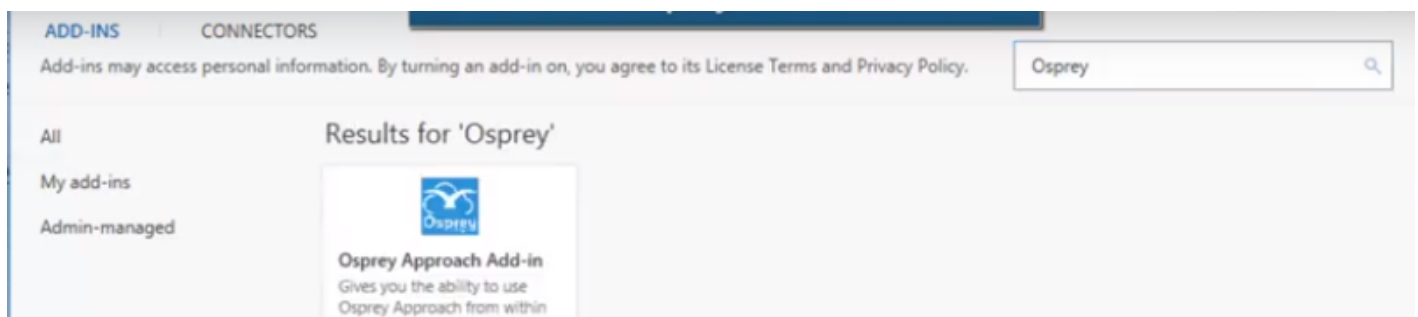 ADD-INS CONNECTORS
Add-ins may access personal information. By turning an add-in on, you agree to its License Terms and Privacy Policy.
Osprey
All
Results for 'Osprey'
My add-ins
Admin-managed
Osprey
Osprey Approach Add-in
Gives you the ability to use
Osprey Approach from within